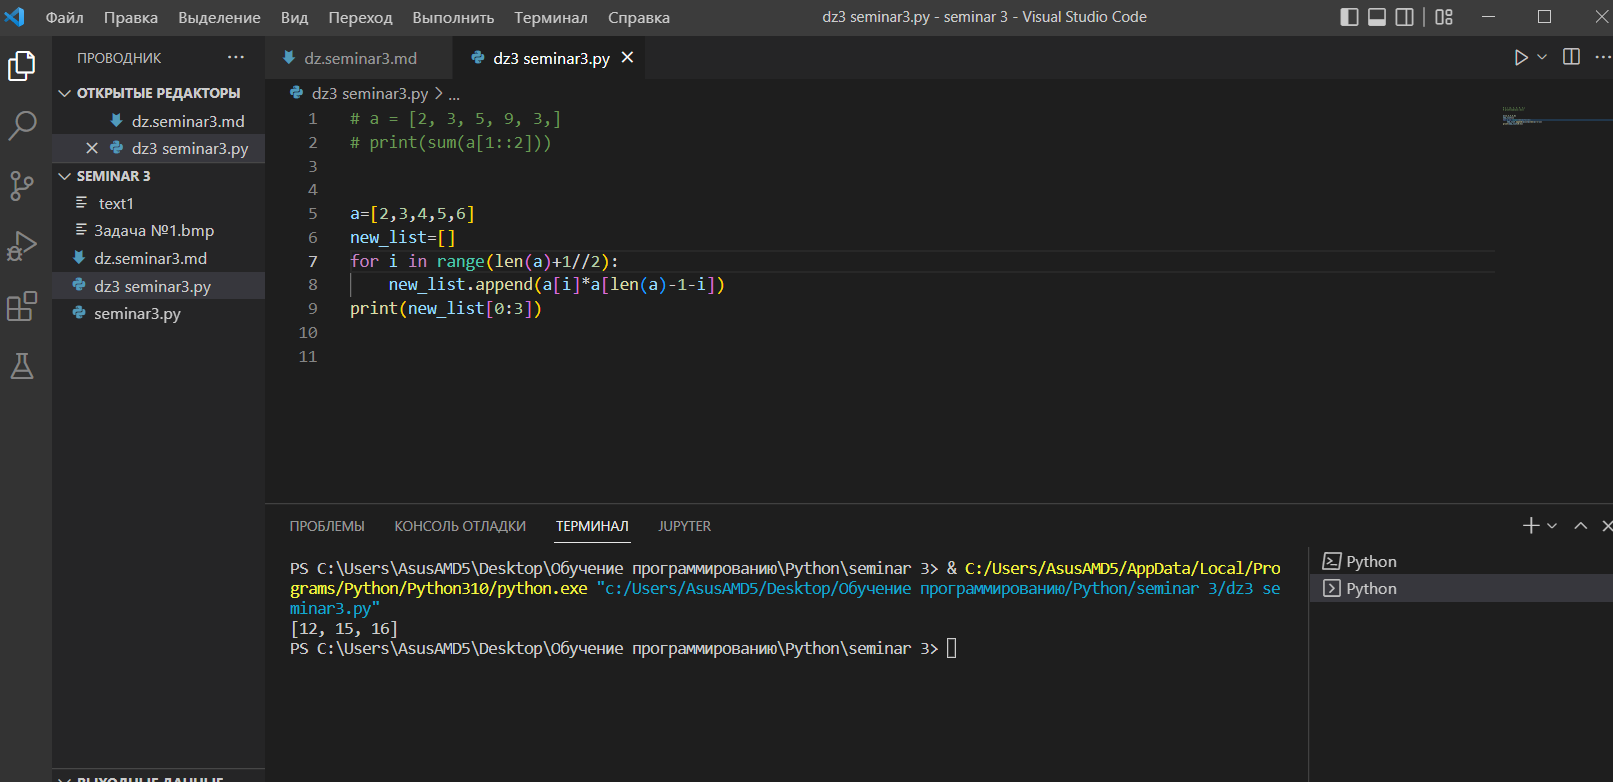 Файл Правка Выделение Вид Переход Выполнить Терминал Справка
dz3 seminar3.py - seminar 3 - Visual Studio Code
ПРОВОДНИК
ОТКРЫТЫЕ РЕДАКТОРЫ
dz.seminar3.md
dz3 seminar3.py
SEMINAR 3
text1
Задача №1.bmp
dz.seminar3.md
dz3 seminar3.py
seminar3.py
ВЫХОДНЫЕ ДАННЫЕ
dz.seminar3.md
dz3 seminar3.py
dz3 seminar3.py > ...
1 # a = [2, 3, 5, 9, 3,]
2 # print(sum(a[1::2]))
3
4
5 a=[2,3,4,5,6]
6 new_list=[]
7 for i in range(len(a)+1//2):
8 new_list.append(a[i]*a[len(a)-1-i])
9 print(new_list[0:3])
10
11
ПРОБЛЕМЫ КОНСОЛЬ ОТЛАДКИ ТЕРМИНАЛ JUPYTER
PS C:\Users\AsusAMD5\Desktop\Обучение программированию\Python\seminar 3> & C:/Users/AsusAMD5/AppData/Local/Pro
grams/Python/Python310/python.exe "c:/Users/AsusAMD5/Desktop/Обучение программированию/Python/seminar 3/dz3 se
minar3.py"
[12, 15, 16]
PS C:\Users\AsusAMD5\Desktop\Обучение программированию\Python\seminar 3>
Python
Python